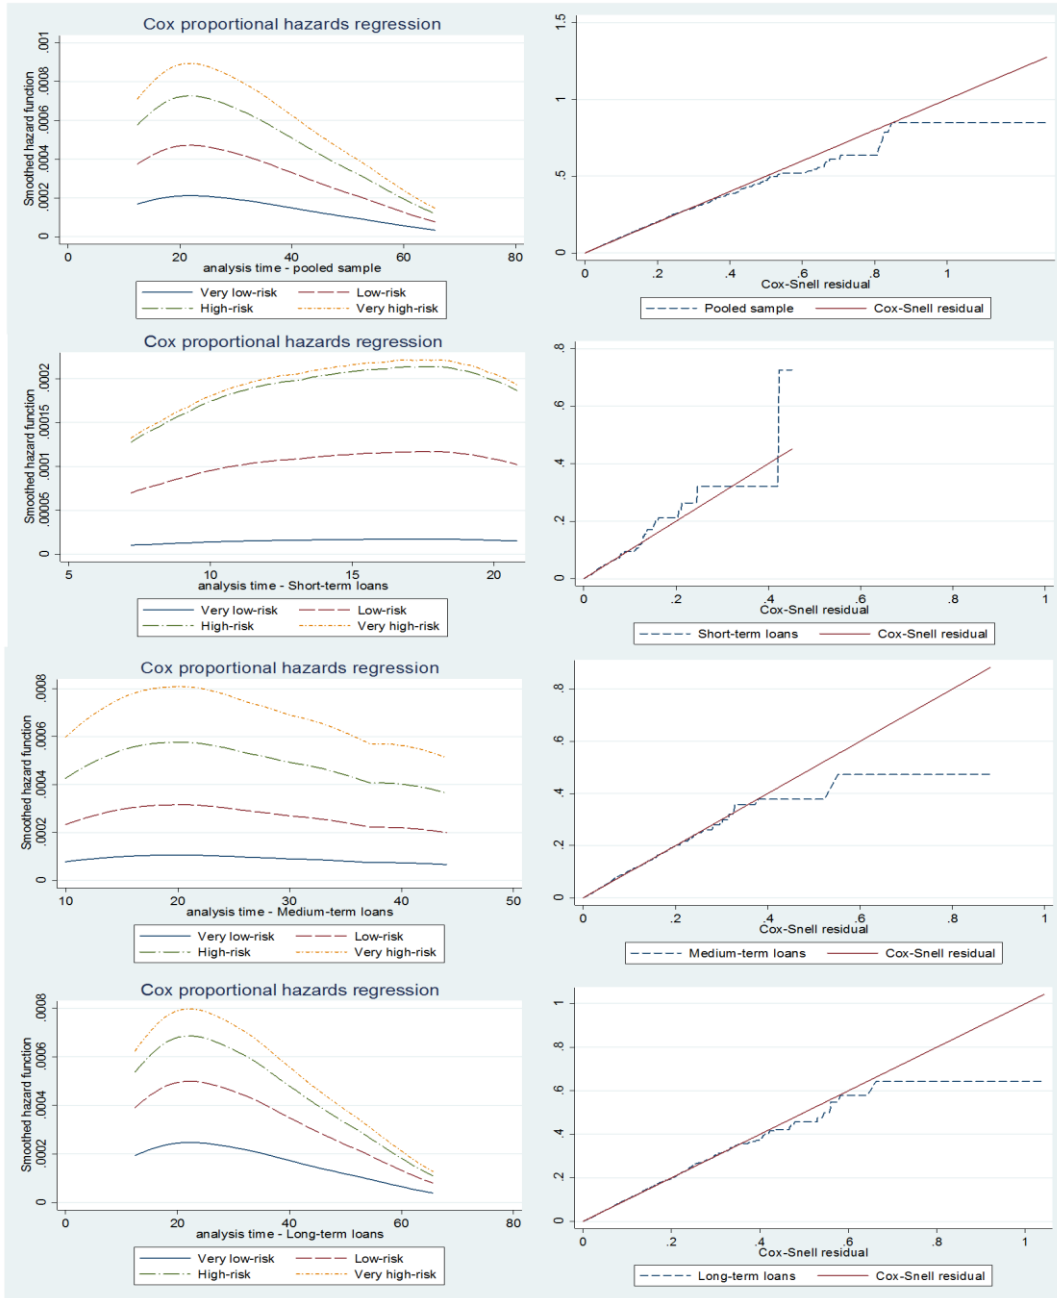 Cox proportional hazards regression
Smoothed hazard function
0 .0002 .0004 .0006 .0008 .001
0 20 40 60 80
analysis time - pooled sample
Very low-risk Low-risk
High-risk Very high-risk
0 .5 1 1.5
0 .2 .4 .6 .8 1
Cox-Snell residual
Pooled sample Cox-Snell residual
Cox proportional hazards regression
Smoothed hazard function
0 .00005 .0001 .00015 .0002
5 10 15 20
analysis time - Short-term loans
Very low-risk Low-risk
High-risk Very high-risk
0 .2 .4 .6 .8
0 .2 .4 .6 .8 1
Cox-Snell residual
Short-term loans Cox-Snell residual
Cox proportional hazards regression
Smoothed hazard function
0 .0002 .0004 .0006 .0008
10 20 30 40 50
analysis time - Medium-term loans
Very low-risk Low-risk
High-risk Very high-risk
0 .2 .4 .6 .8
0 .2 .4 .6 .8 1
Cox-Snell residual
Medium-term loans Cox-Snell residual
Cox proportional hazards regression
Smoothed hazard function
0 .0002 .0004 .0006 .0008
0 20 40 60 80
analysis time - Long-term loans
Very low-risk Low-risk
High-risk Very high-risk
0 .2 .4 .6 .8 1
0 .2 .4 .6 .8 1
Cox-Snell residual
Long-term loans Cox-Snell residual